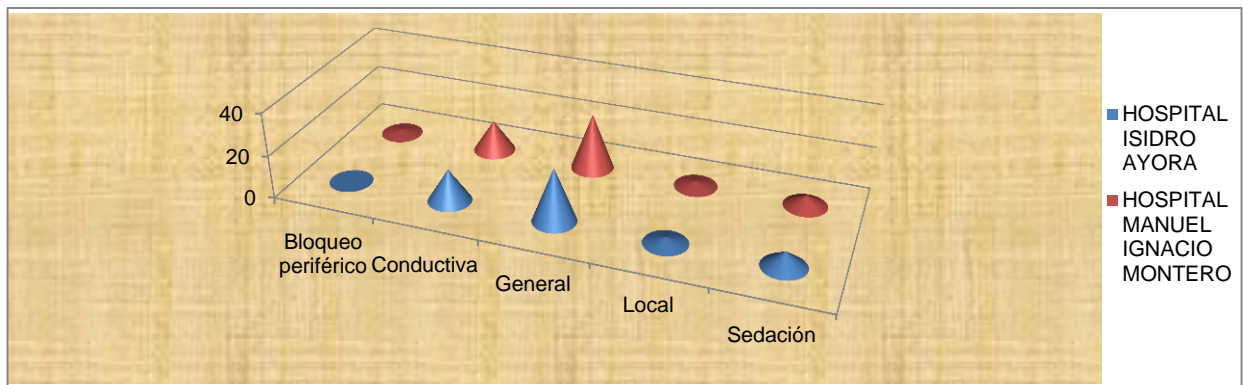 40
20
0
Bloqueo
periférico
Conductiva
General
Local
Sedación
HOSPITAL
ISIDRO
AYORA
HOSPITAL
MANUEL
IGNACIO
MONTERO